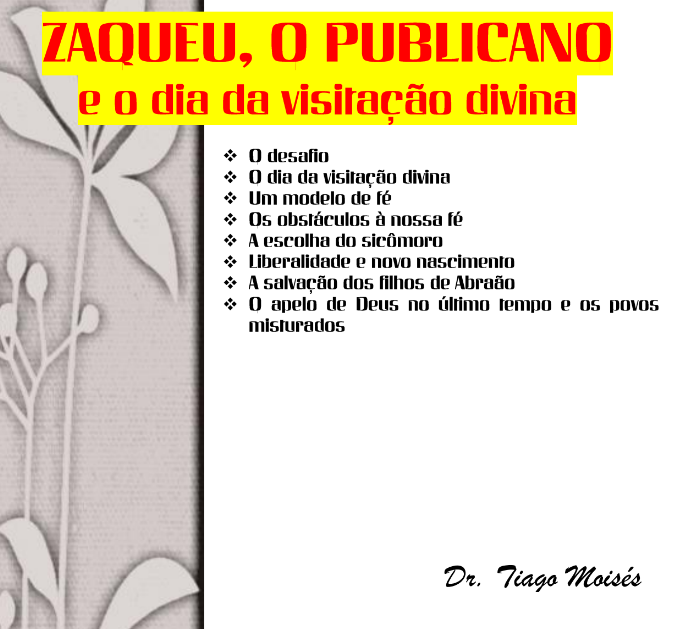 ZAQUEU, O PUBLICANO
e o dia da visitação divina
❖ O desafio
❖ O dia da visitação divina
❖ Um modelo de fé
❖ Os obstáculos à nossa fé
❖ A escolha do sicômoro
❖ Liberalidade e novo nascimento
❖ A salvação dos filhos de Abraão
❖ O apelo de Deus no último tempo e os povos
misturados
Dr. Tiago Moisés